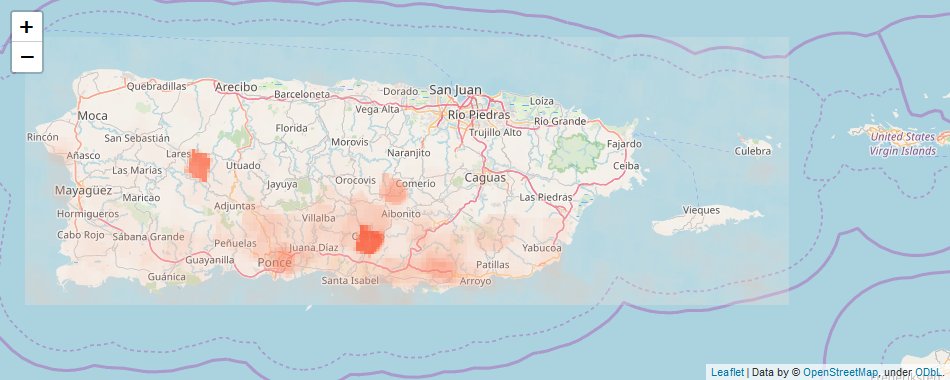 +
−
Quebradillas
Arecibo
Barceloneta
Dorado
San Juan
Loíza
Vega Alta
Moca
Río Piedras
Río Grande
Trujillo Alto
Florida
Rincón
San Sebastián
Morovis
Fajardo
Lares
Naranjito
Añasco
Culebra
United States
Virgin Islands
Utuado
Ceiba
Las Marías
Caguas
Jayuya
Orocovis
Comerío
Mayagüez
Maricao
Las Piedras
Adjuntas
Hormigueros
Villalba
Aibonito
Vieques
Cabo Rojo
Sábana Grande
Peñuelas
Juana Díaz
Yabucoa
Guayanilla
Ponce
Patillas
Guánica
Santa Isabel
Arroyo
Leaflet | Data by © OpenStreetMap, under ODbL.